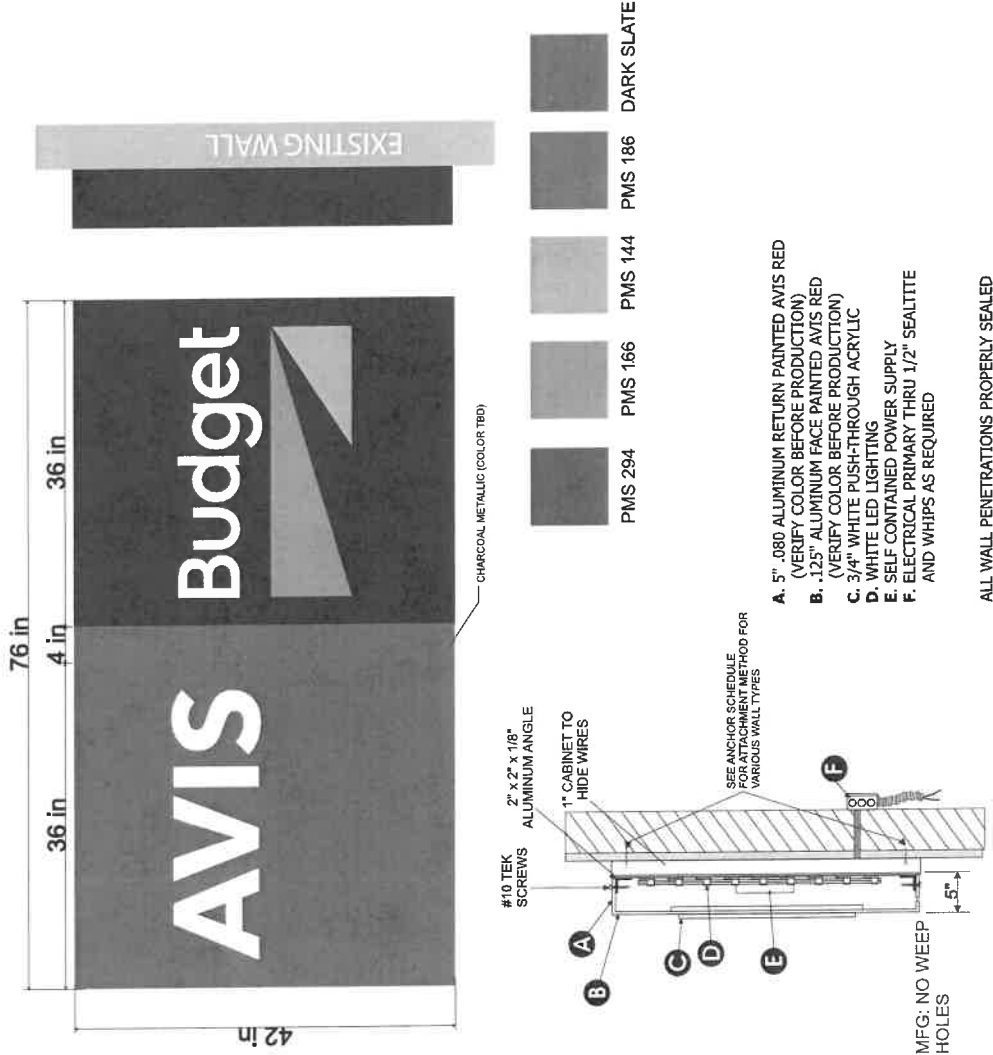 76 in
36 in
4 in
36 in
42 in
AVIS
Budget
EXISTING WALL
CHARCOAL METALLIC (COLOR TBD)
PMS 294
PMS 166
PMS 144
PMS 186
DARK SLATE
#10 TEK
SCREWS
2" x 2" x 1/8"
ALUMINUM ANGLE
1" CABINET TO
HIDE WIRES
SEE ANCHOR SCHEDULE
FOR ATTACHMENT METHOD FOR
VARIOUS WALL TYPES
A
B
C
D
E
F
5"
MFG: NO WEEP
HOLES
A. 5" .080 ALUMINUM RETURN PAINTED AVIS RED
(VERIFY COLOR BEFORE PRODUCTION)
B. .125" ALUMINUM FACE PAINTED AVIS RED
(VERIFY COLOR BEFORE PRODUCTION)
C. 3/4" WHITE PUSH-THROUGH ACRYLIC
D. WHITE LED LIGHTING
E. SELF CONTAINED POWER SUPPLY
F. ELECTRICAL PRIMARY THRU 1/2" SEALTITE
AND WHIPS AS REQUIRED
ALL WALL PENETRATIONS PROPERLY SEALED